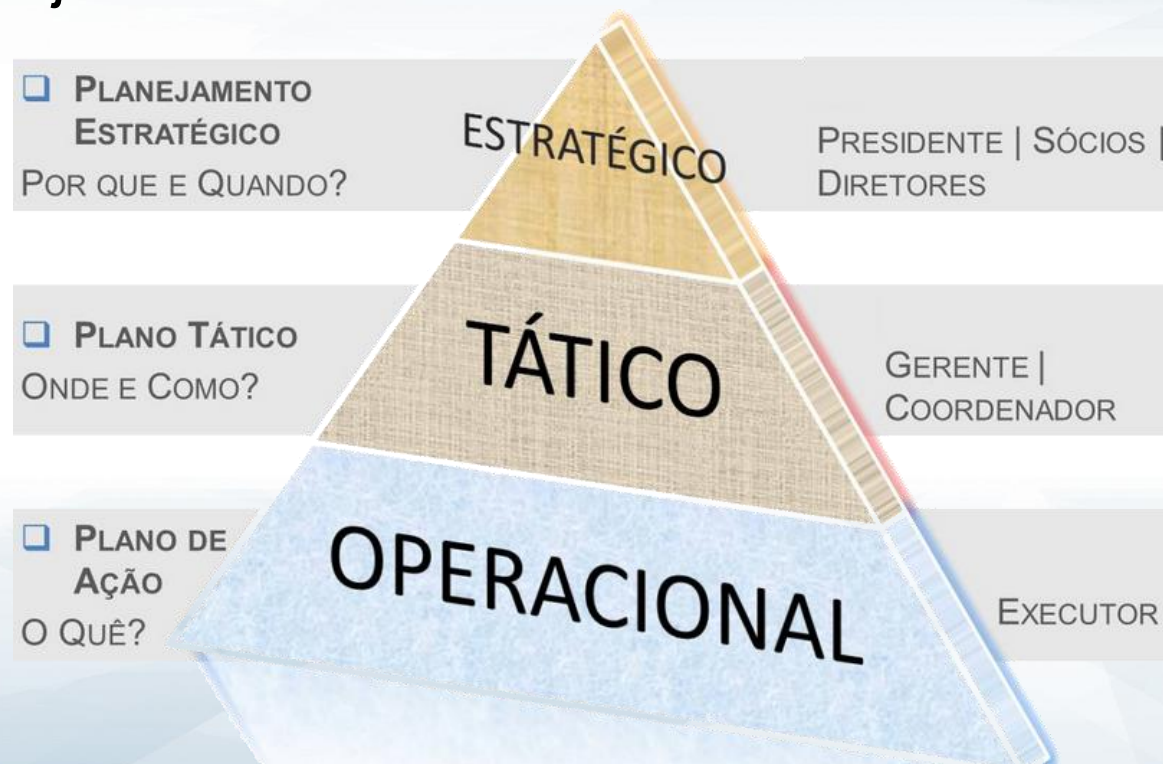 PLANEJAMENTO
ESTRATÉGICO
POR QUE E QUANDO?
ESTRATÉGICO
PRESIDENTE | SÓCIOS |
DIRETORES
PLANO TÁTICO
ONDE E COMO?
TÁTICO
GERENTE |
COORDENADOR
PLANO DE
AÇÃO
O QUÊ?
OPERACIONAL
EXECUTOR